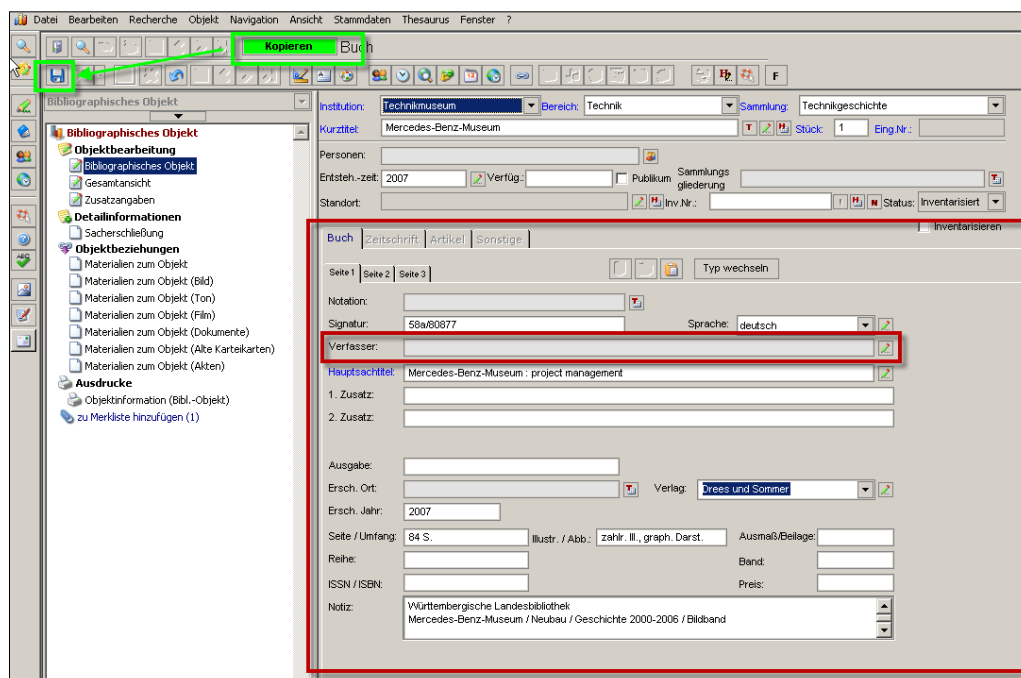 Datei Bearbeiten Recherche Objekt Navigation Ansicht Stammdaten Thesaurus Fenster ?
Kopieren Buch
F
Bibliographisches Objekt
Bibliographisches Objekt
Objektbearbeitung
Bibliographisches Objekt
Gesamtansicht
Zusatzangaben
Detailinformationen
Sacherschließung
Objektbeziehungen
Materialien zum Objekt
Materialien zum Objekt (Bild)
Materialien zum Objekt (Ton)
Materialien zum Objekt (Film)
Materialien zum Objekt (Dokumente)
Materialien zum Objekt (Alte Karteikarten)
Materialien zum Objekt (Akten)
Ausdrucke
Objektinformation (Bibl.-Objekt)
zu Merkliste hinzufügen (1)
Institution: Technikmuseum Bereich: Technik Sammlung: Technikgeschichte
Kurztitel: Mercedes-Benz-Museum T H Stück: 1 Eing.Nr.:
Personen:
Entsteh.-zeit: 2007 Verfüg.: Publikum Sammlungs gliederung
Standort: Inv.Nr.: Status: Inventarisiert
Inventarisieren
Buch Zeitschrift Artikel Sonstige
Seite 1 Seite 2 Seite 3 Typ wechseln
Notation:
Signatur: 58a/80877 Sprache: deutsch
Verfasser:
Hauptsachtitel: Mercedes-Benz-Museum : project management
1. Zusatz:
2. Zusatz:
Ausgabe:
Ersch. Ort: Verlag: Drees und Sommer
Ersch. Jahr: 2007
Seite / Umfang: 84 S. Illustr. / Abb.: zahlr. Ill., graph. Darst. Ausmaß/Beilage:
Reihe: Band:
ISSN / ISBN: Preis:
Notiz: Württembergische Landesbibliothek
Mercedes-Benz-Museum / Neubau / Geschichte 2000-2006 / Bildband